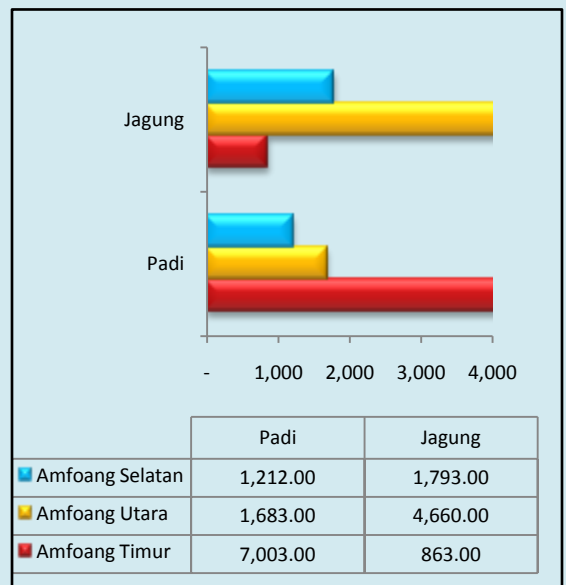 Jagung
Padi
- 1,000 2,000 3,000 4,000
Padi Jagung
Amfoang Selatan 1,212.00 1,793.00
Amfoang Utara 1,683.00 4,660.00
Amfoang Timur 7,003.00 863.00